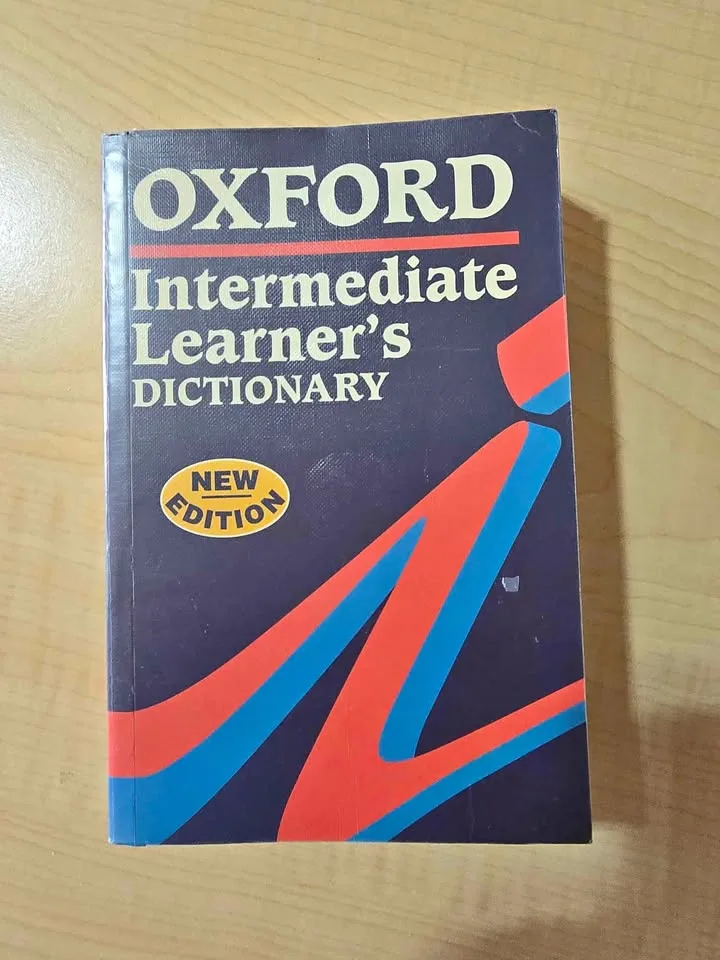 OXFORD
Intermediate
Learner's
DICTIONARY
NEW
EDITION